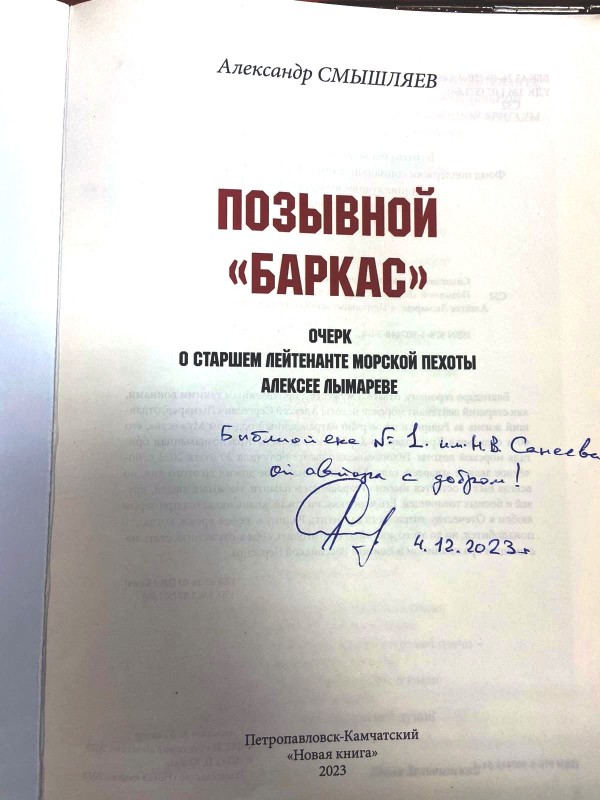 Александр СМЫШЛЯЕВ
ПОЗЫВНОЙ
«БАРКАС»
ОЧЕРК
О СТАРШЕМ ЛЕЙТЕНАНТЕ МОРСКОЙ ПЕХОТЫ
АЛЕКСЕЕ ЛЫМАРЕВЕ
Библиотеке № 1. им. Н.В. Санеева
от автора с добром!
4.12.2023г
Петропавловск-Камчатский
«Новая книга»
2023